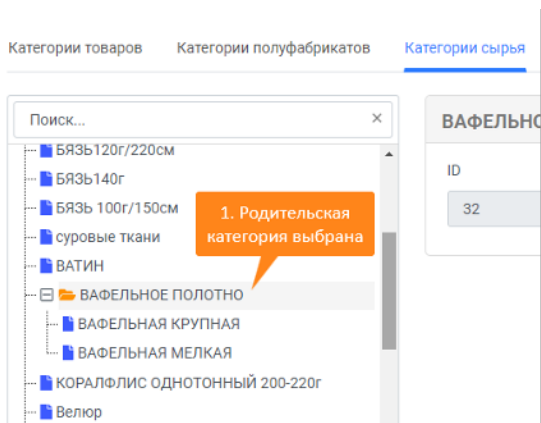 Категории товаров Категории полуфабрикатов Категории сырья
Поиск... ×
БЯЗЬ120г/220см
БЯЗЬ140г
БЯЗЬ 100г/150см
суровые ткани
ВАТИН
ВАФЕЛЬНОЕ ПОЛОТНО
ВАФЕЛЬНАЯ КРУПНАЯ
ВАФЕЛЬНАЯ МЕЛКАЯ
КОРАЛФЛИС ОДНОТОННЫЙ 200-220г
Велюр
1. Родительская
категория выбрана
ВАФЕЛЬНО
ID
32